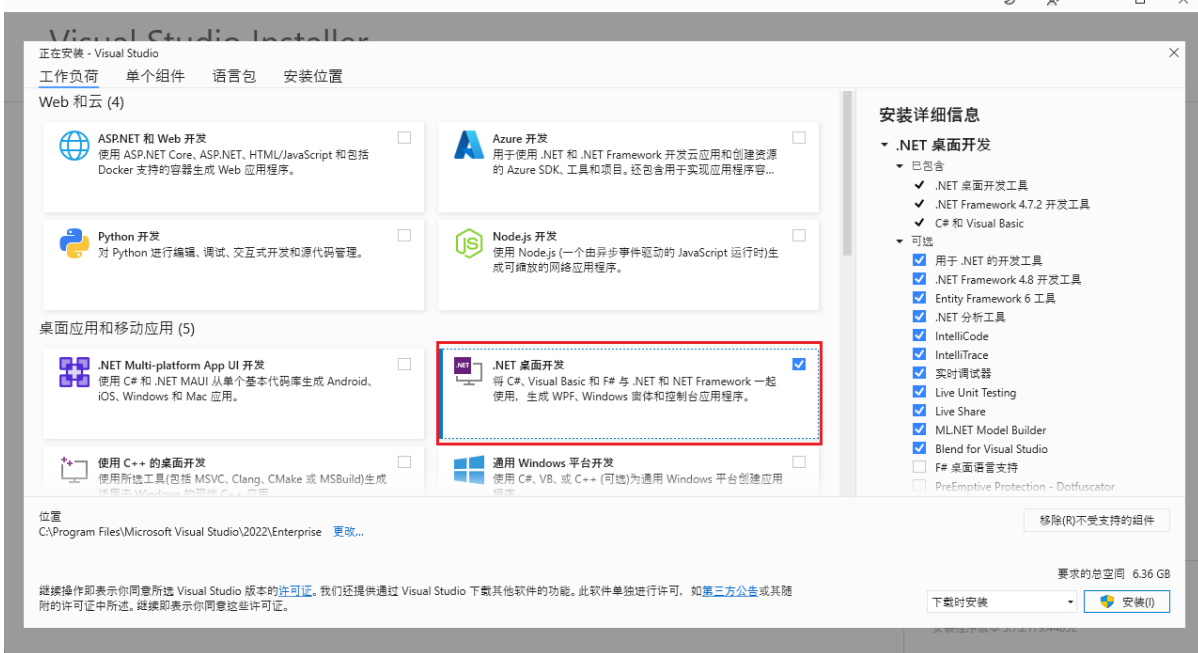 Visual Studio Installer
正在安装 - Visual Studio
工作负荷 单个组件 语言包 安装位置
Web 和云 (4)
ASP.NET 和 Web 开发
使用 ASP.NET Core、ASP.NET、HTML/JavaScript 和包括
Docker 支持的容器生成 Web 应用程序。
Azure 开发
用于使用 .NET 和 .NET Framework 开发云应用和创建资源
的 Azure SDK、工具和项目。还包含用于实现应用程序容...
Python 开发
对 Python 进行编辑、调试、交互式开发和源代码管理。
JS
Node.js 开发
使用 Node.js (一个由异步事件驱动的 JavaScript 运行时)生
成可缩放的网络应用程序。
桌面应用和移动应用 (5)
.NET Multi-platform App UI 开发
使用 C# 和 .NET MAUI 从单个基本代码库生成 Android、
iOS、Windows 和 Mac 应用。
.NET
.NET 桌面开发
将 C#、Visual Basic 和 F# 与 .NET 和 NET Framework 一起
使用，生成 WPF、Windows 窗体和控制台应用程序。
使用 C++ 的桌面开发
使用所选工具(包括 MSVC、Clang、CMake 或 MSBuild)生成
适用于 Windows 的现代 C++ 应用
通用 Windows 平台开发
使用 C#、VB、或 C++ (可选)为通用 Windows 平台创建应用
程序
安装详细信息
.NET 桌面开发
已包含
.NET 桌面开发工具
.NET Framework 4.7.2 开发工具
C# 和 Visual Basic
可选
用于 .NET 的开发工具
.NET Framework 4.8 开发工具
Entity Framework 6 工具
.NET 分析工具
IntelliCode
IntelliTrace
实时调试器
Live Unit Testing
Live Share
ML.NET Model Builder
Blend for Visual Studio
F# 桌面语言支持
PreEmptive Protection - Dotfuscator
位置
C:\Program Files\Microsoft Visual Studio\2022\Enterprise 更改...
移除(R)不受支持的组件
要求的总空间 6.36 GB
继续操作即表示你同意所选 Visual Studio 版本的许可证。我们还提供通过 Visual Studio 下载其他软件的功能。此软件单独进行许可，如第三方公告或其随
附的许可证中所述。继续即表示你同意这些许可证。
下载时安装
安装(I)